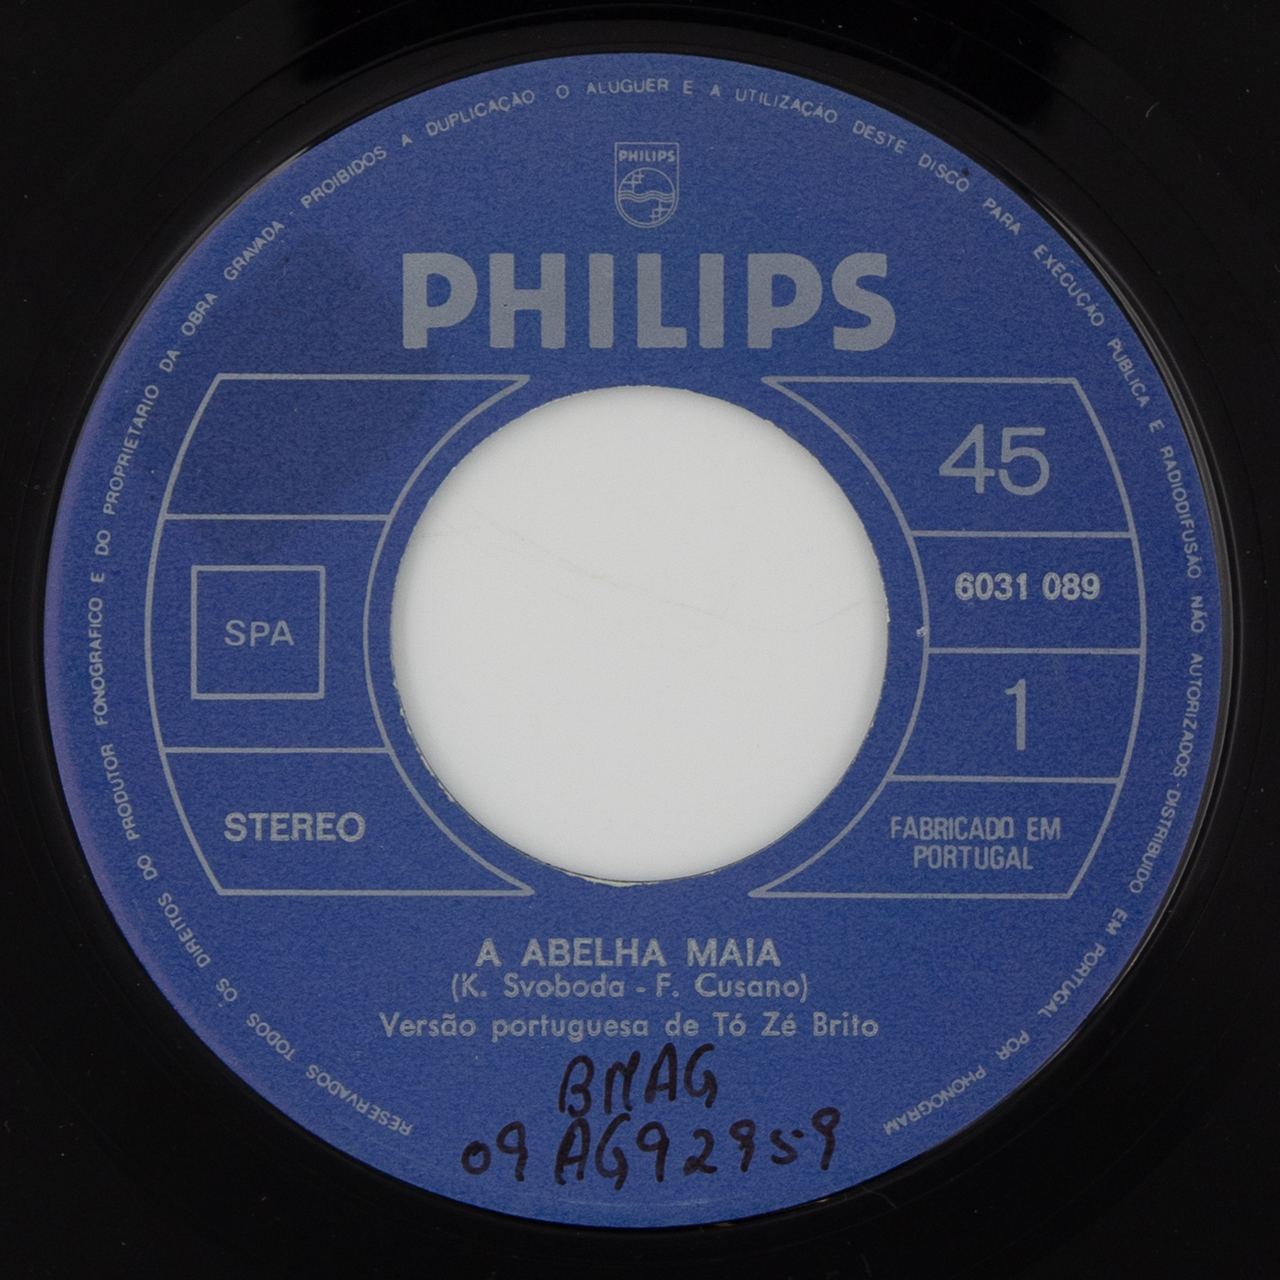 RESERVADOS TODOS OS DIREITOS DO PRODUTOR FONOGRAFICO E DO PROPRIETARIO DA OBRA GRAVADA · PROIBIDOS A DUPLICAÇÃO O ALUGUER E A UTILIZAÇÃO DESTE DISCO PARA EXECUÇÃO PUBLICA E RADIODIFUSÃO NÃO AUTORIZADOS-DISTRIBUIDO EM PORTUGAL POR PHONOGRAM
PHILIPS
PHILIPS
SPA
STEREO
45
6031 089
1
FABRICADO EM
PORTUGAL
A ABELHA MAIA
(K. Svoboda - F. Cusano)
Versão portuguesa de Tó Zé Brito
BNAG
09 AG92959